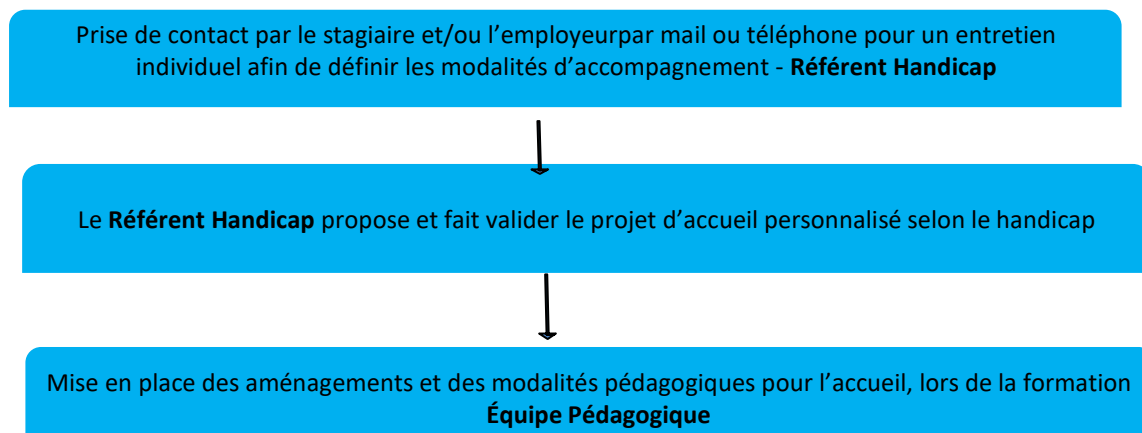 Prise de contact par le stagiaire et/ou l’employeurpar mail ou téléphone pour un entretien
individuel afin de définir les modalités d’accompagnement - Référent Handicap
Le Référent Handicap propose et fait valider le projet d’accueil personnalisé selon le handicap
Mise en place des aménagements et des modalités pédagogiques pour l’accueil, lors de la formation
Équipe Pédagogique